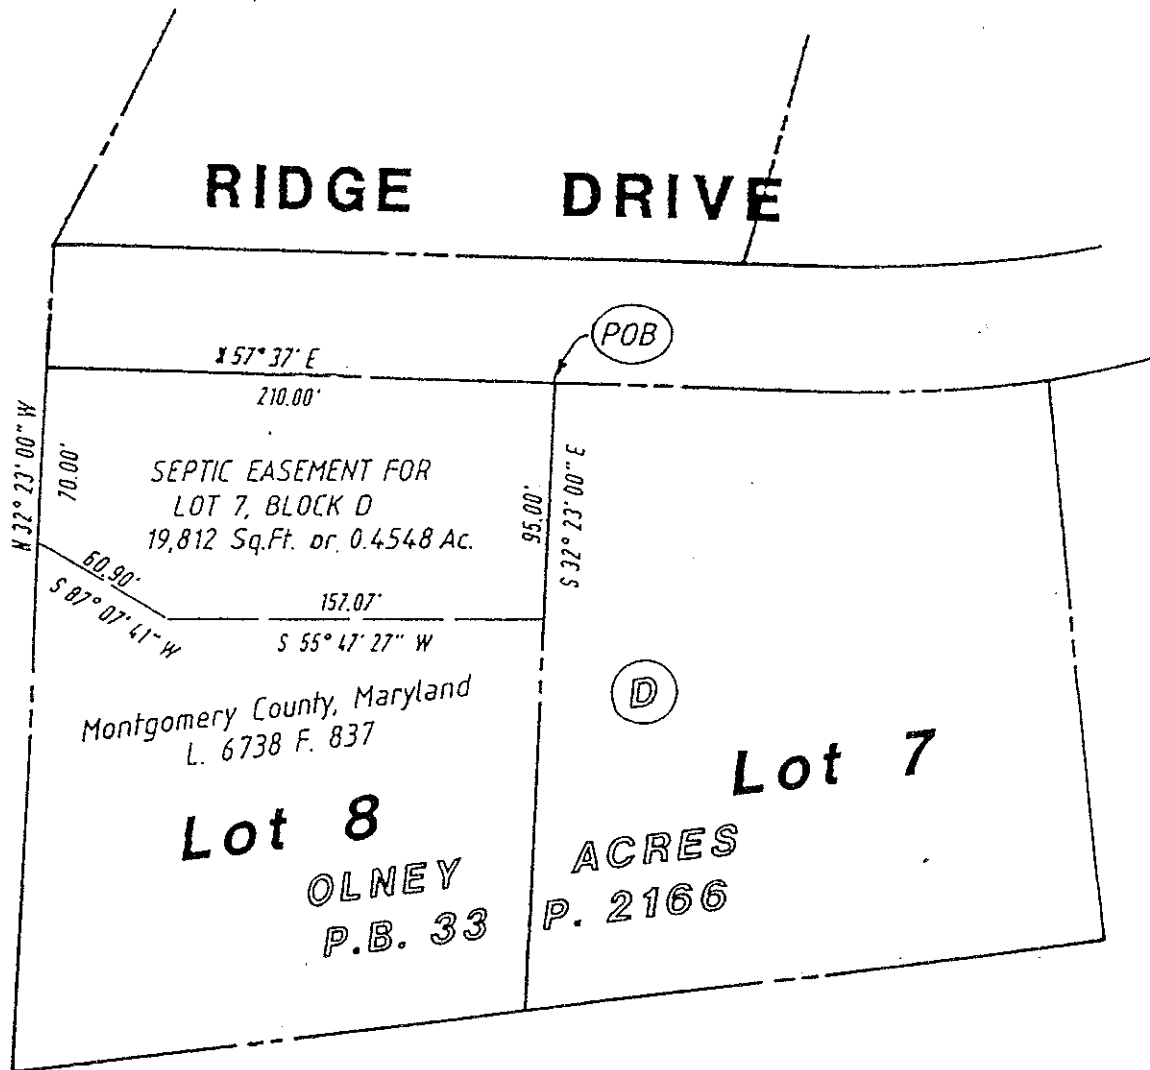 RIDGE DRIVE
POB
57° 37' E
210.00'
N 32° 23' 00" W
70.00'
SEPTIC EASEMENT FOR
LOT 7, BLOCK D
19,812 Sq.Ft. or 0.4548 Ac.
95.00'
S 32° 23' 00" E
60.90'
S 87° 07' 41" W
157.07'
S 55° 47' 27" W
D
Montgomery County, Maryland
L. 6738 F. 837
Lot 7
Lot 8
OLNEY ACRES
P.B. 33 P. 2166